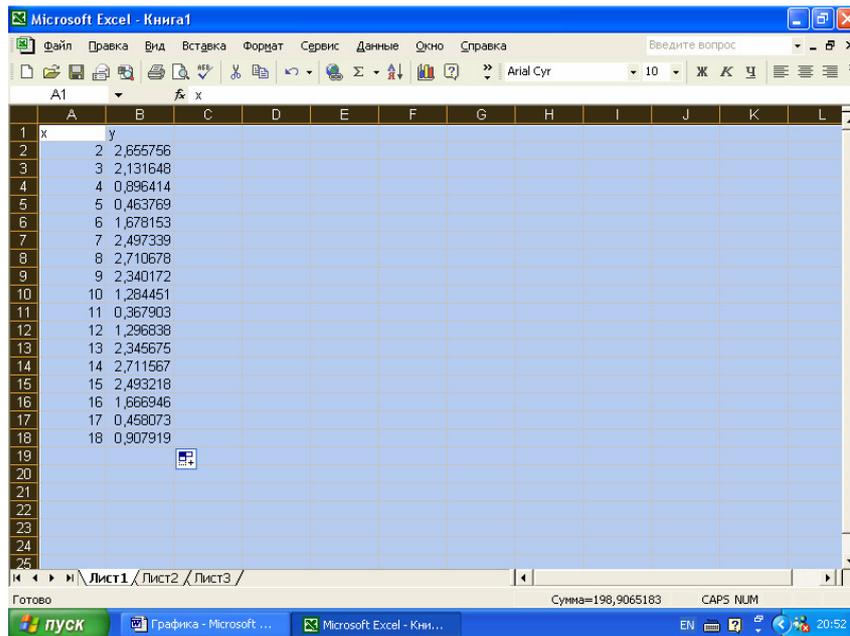 Microsoft Excel - Книга1
Файл Правка Вид Вставка Формат Сервис Данные Окно Справка Введите вопрос
Arial Cyr 10 Ж К Ч
A1 fx x
A B C D E F G H I J K L
1 x y
2 2 2,655756
3 3 2,131648
4 4 0,896414
5 5 0,463769
6 6 1,678153
7 7 2,497339
8 8 2,710678
9 9 2,340172
10 10 1,284451
11 11 0,367903
12 12 1,296838
13 13 2,345675
14 14 2,711567
15 15 2,493218
16 16 1,666946
17 17 0,458073
18 18 0,907919
19
20
21
22
23
24
25
Лист1 Лист2 Лист3
Готово Сумма=198,9065183 CAPS NUM
пуск Графика - Microsoft ... Microsoft Excel - Кни... EN 20:52